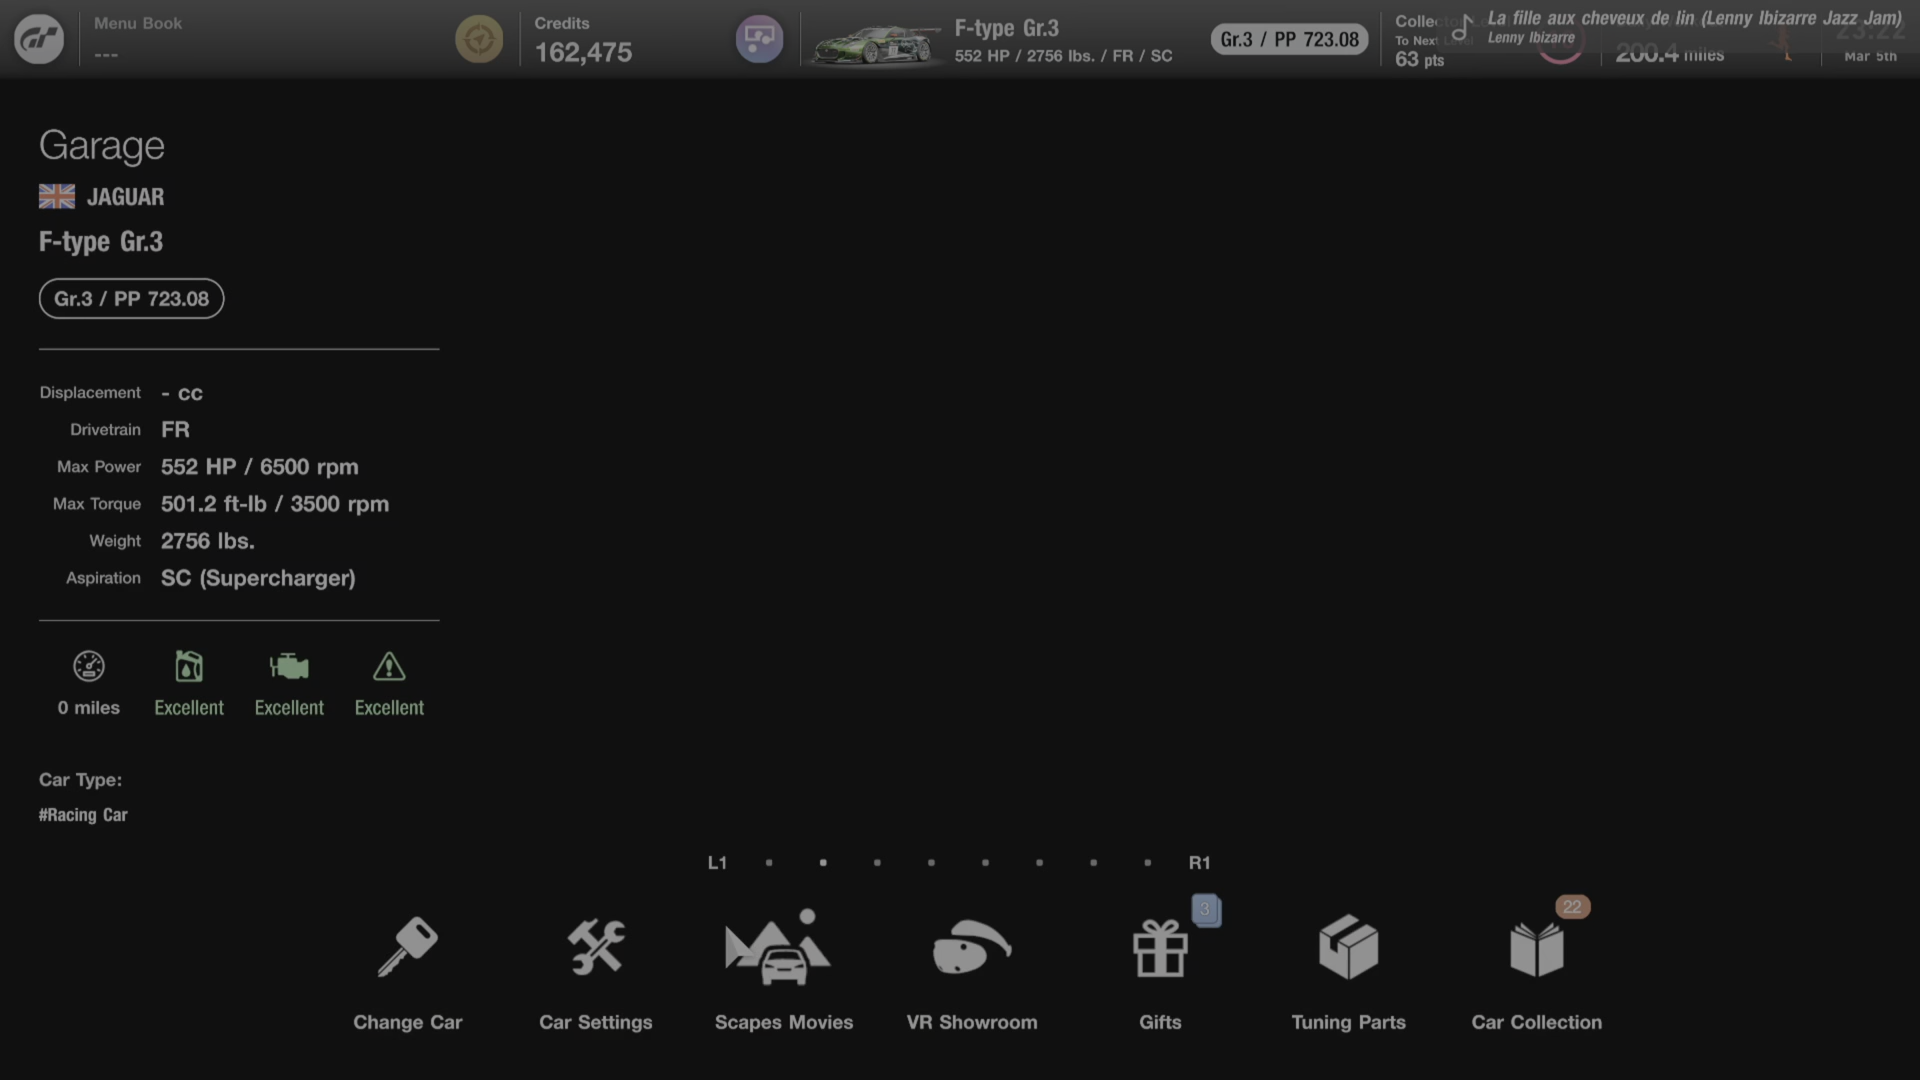 Menu Book
---
Credits
162,475
F-type Gr.3
552 HP / 2756 lbs. / FR / SC
Gr.3 / PP 723.08
To Next Level
63 pts
La fille aux cheveux de lin (Lenny Ibizarre Jazz Jam)
Lenny Ibizarre
200.4 miles
23:22
Mar 5th
Garage
JAGUAR
F-type Gr.3
Gr.3 / PP 723.08
Displacement - cc
Drivetrain FR
Max Power 552 HP / 6500 rpm
Max Torque 501.2 ft-lb / 3500 rpm
Weight 2756 lbs.
Aspiration SC (Supercharger)
0 miles Excellent Excellent Excellent
Car Type:
#Racing Car
L1 R1
3
22
Change Car Car Settings Scapes Movies VR Showroom Gifts Tuning Parts Car Collection